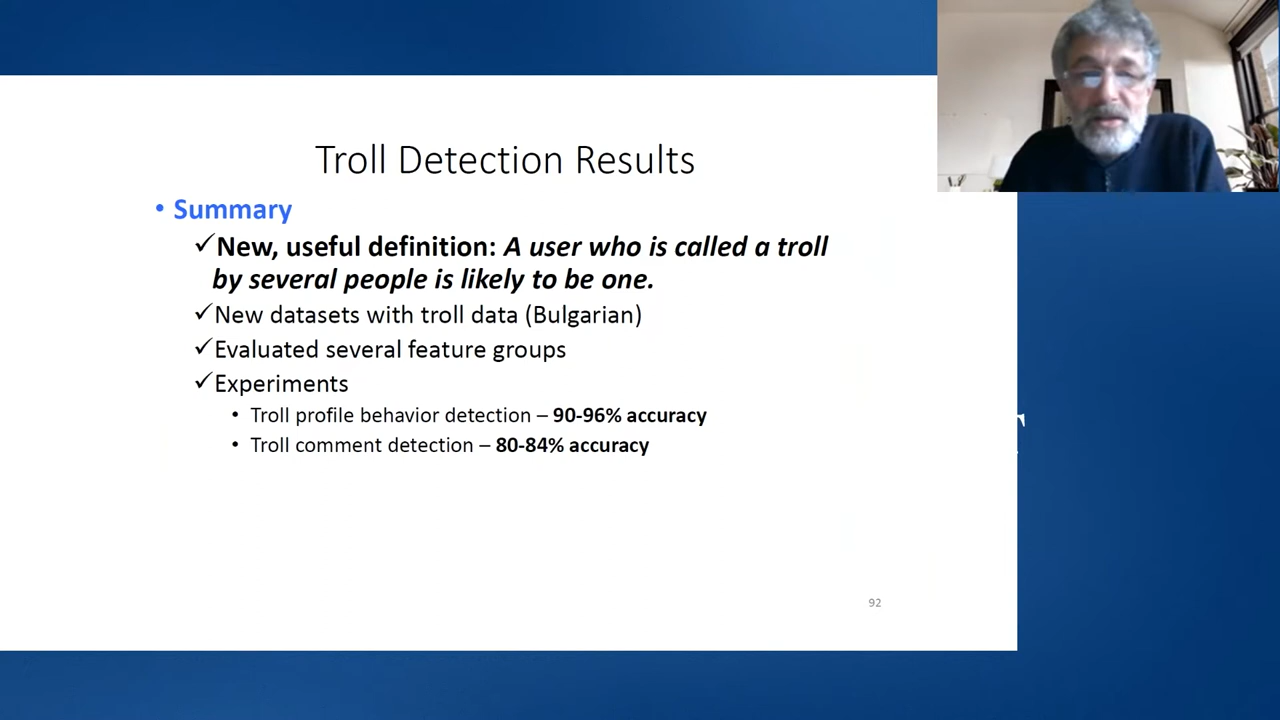 Troll Detection Results
• Summary
✓New, useful definition: A user who is called a troll
by several people is likely to be one.
✓New datasets with troll data (Bulgarian)
✓Evaluated several feature groups
✓Experiments
• Troll profile behavior detection – 90-96% accuracy
• Troll comment detection – 80-84% accuracy
92